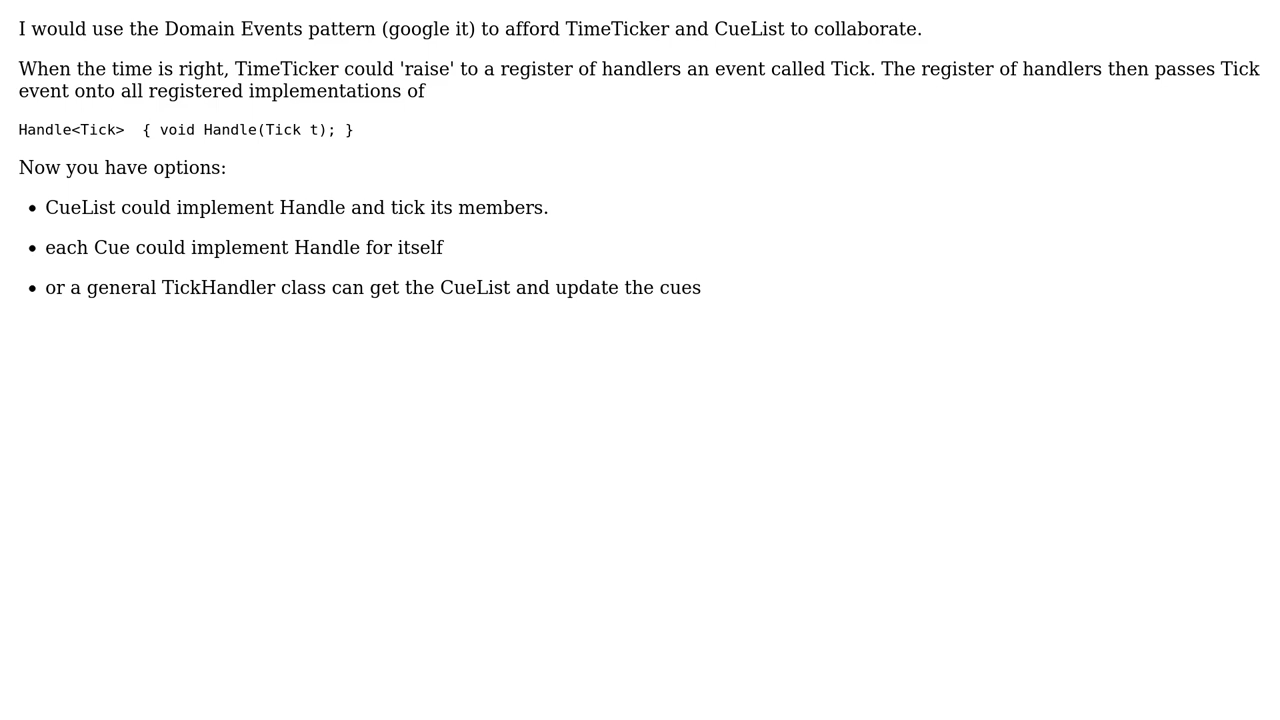 I would use the Domain Events pattern (google it) to afford TimeTicker and CueList to collaborate.
When the time is right, TimeTicker could 'raise' to a register of handlers an event called Tick. The register of handlers then passes Tick
event onto all registered implementations of
Handle<Tick>  { void Handle(Tick t); }
Now you have options:
• CueList could implement Handle and tick its members.
• each Cue could implement Handle for itself
• or a general TickHandler class can get the CueList and update the cues